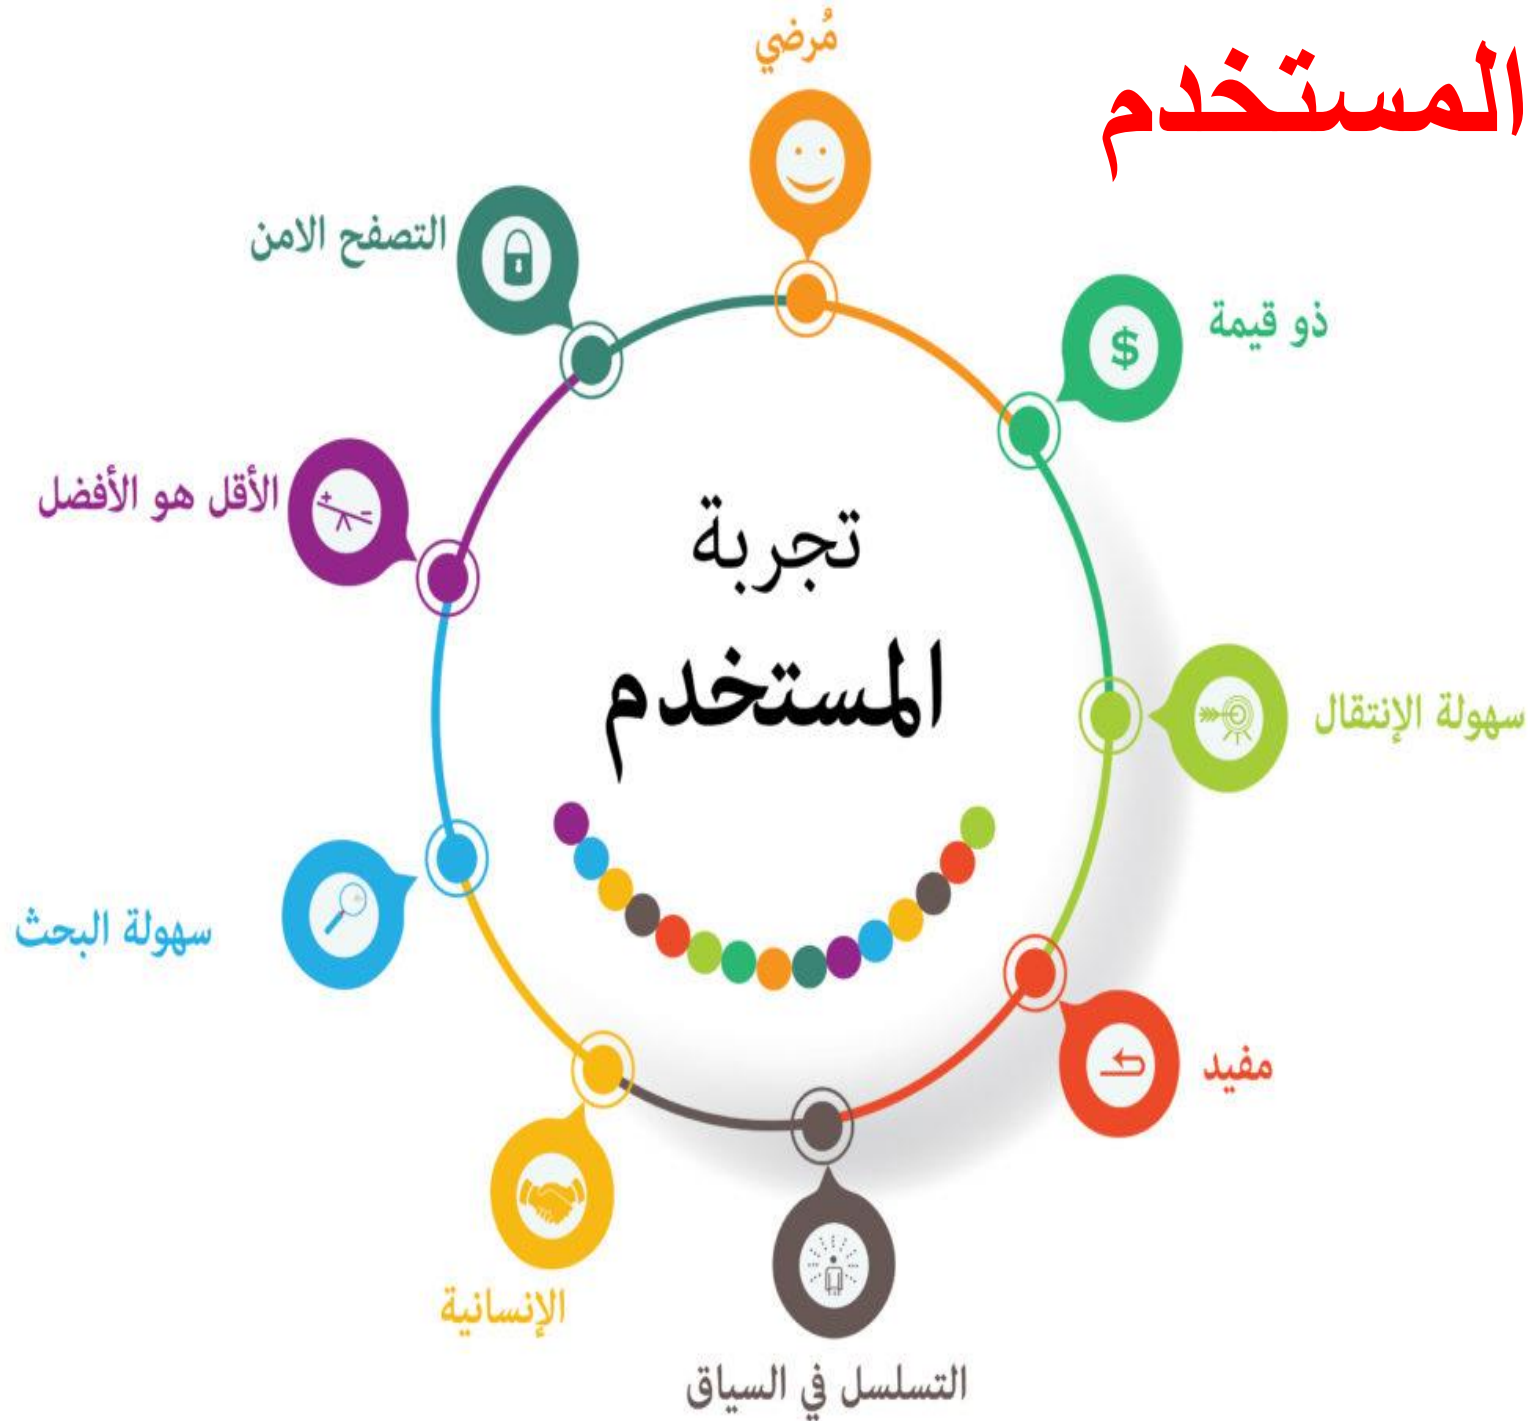 المستخدم
مُرضي
ذو قيمة
سهولة الإنتقال
مفيد
التسلسل في السياق
الإنسانية
سهولة البحث
الأقل هو الأفضل
التصفح الامن
تجربة
المستخدم
$